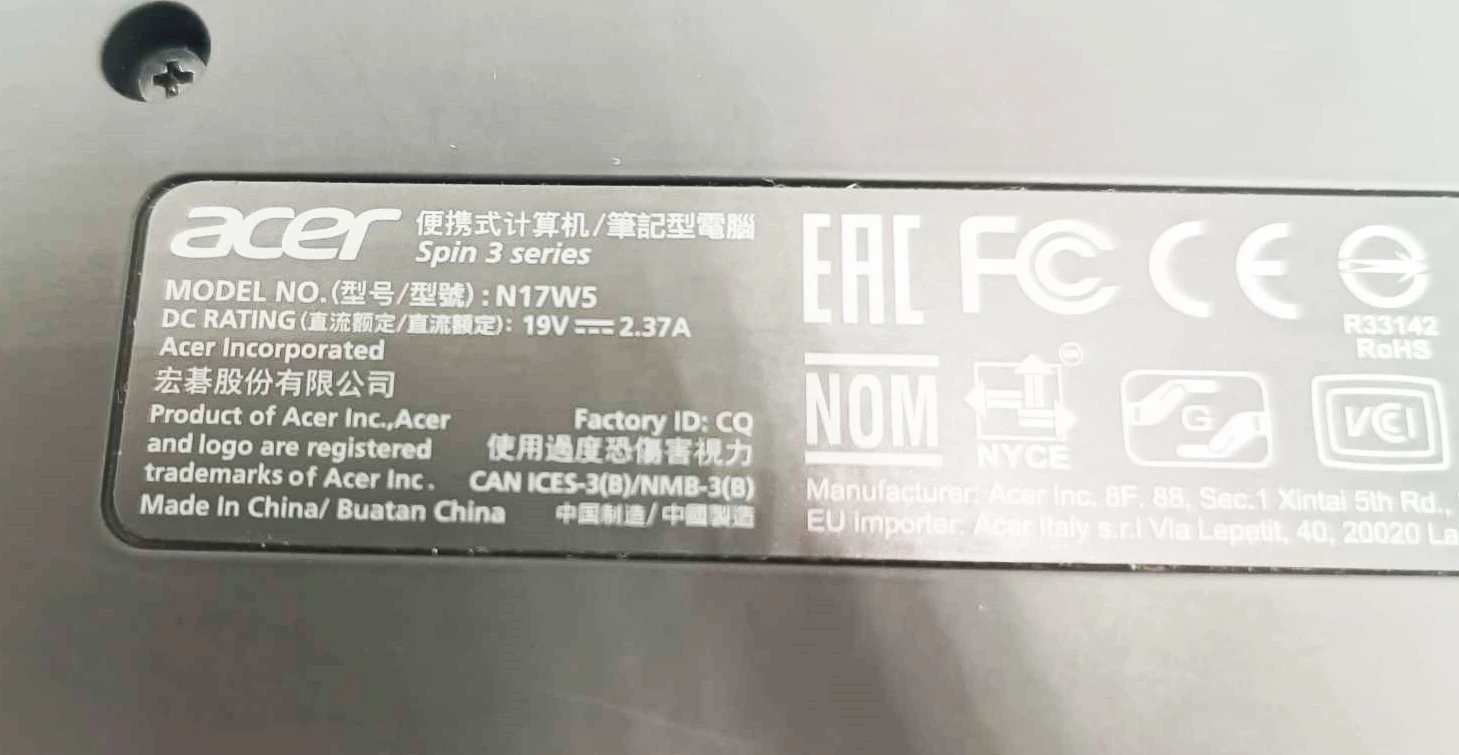 acer 便携式计算机/筆記型電腦
Spin 3 series
MODEL NO.(型号/型號) : N17W5
DC RATING(直流额定/直流額定): 19V 2.37A
Acer Incorporated
宏碁股份有限公司
Product of Acer Inc.,Acer
and logo are registered
trademarks of Acer Inc.
Made In China/ Buatan China
Factory ID: CQ
使用過度恐傷害視力
CAN ICES-3(B)/NMB-3(B)
中国制造/中國製造
EAC FC CE
R33142
RoHS
NOM
NYCE
G
VCCI
Manufacturer: Acer Inc. 8F. 88, Sec.1 Xintai 5th Rd.,
EU importer: Acer Italy s.r.l Via Lepetit, 40, 20020 La